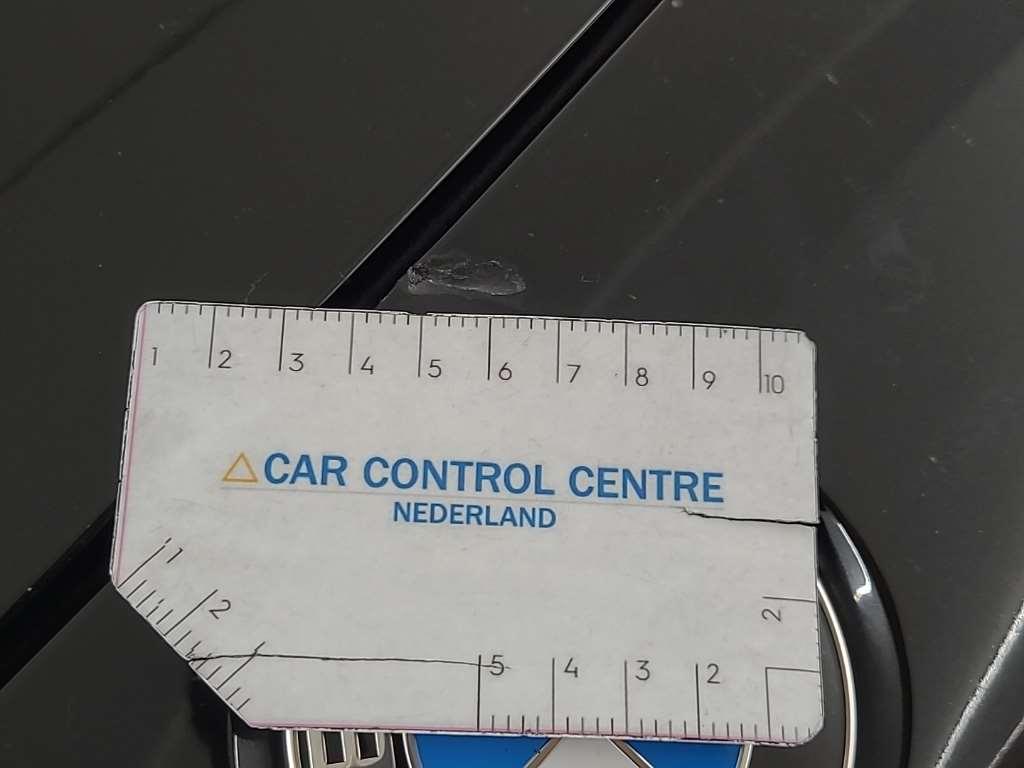 1 2 3 4 5 6 7 8 9 10
CAR CONTROL CENTRE
NEDERLAND
1
2
2
5 4 3 2